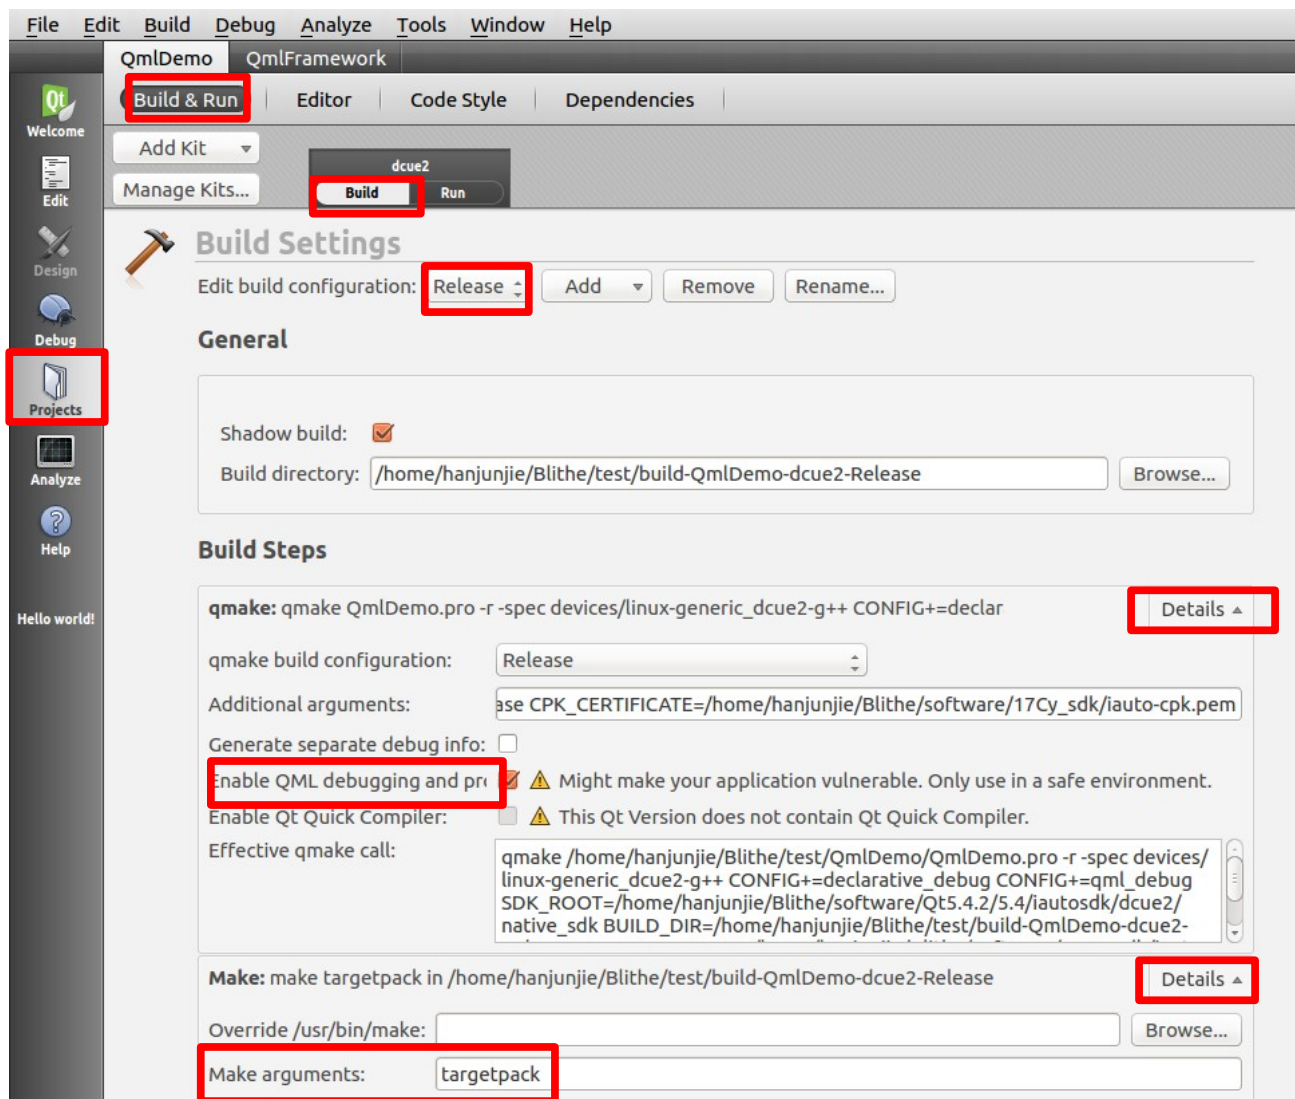 File Edit Build Debug Analyze Tools Window Help
QmlDemo QmlFramework
Build & Run Editor Code Style Dependencies
Welcome
Add Kit
dcue2
Manage Kits... Build Run
Edit
Build Settings
Design
Edit build configuration: Release Add Remove Rename...
Debug
General
Projects
Shadow build:
Build directory: /home/hanjunjie/Blithe/test/build-QmlDemo-dcue2-Release Browse...
Analyze
Help
Build Steps
qmake: qmake QmlDemo.pro -r -spec devices/linux-generic_dcue2-g++ CONFIG+=declar Details
Hello world!
qmake build configuration: Release
Additional arguments: ase CPK_CERTIFICATE=/home/hanjunjie/Blithe/software/17Cy_sdk/iauto-cpk.pem
Generate separate debug info:
Enable QML debugging and pro Might make your application vulnerable. Only use in a safe environment.
Enable Qt Quick Compiler: This Qt Version does not contain Qt Quick Compiler.
Effective qmake call: qmake /home/hanjunjie/Blithe/test/QmlDemo/QmlDemo.pro -r -spec devices/
linux-generic_dcue2-g++ CONFIG+=declarative_debug CONFIG+=qml_debug
SDK_ROOT=/home/hanjunjie/Blithe/software/Qt5.4.2/5.4/iautosdk/dcue2/
native_sdk BUILD_DIR=/home/hanjunjie/Blithe/test/build-QmlDemo-dcue2-
Make: make targetpack in /home/hanjunjie/Blithe/test/build-QmlDemo-dcue2-Release Details
Override /usr/bin/make: Browse...
Make arguments: targetpack